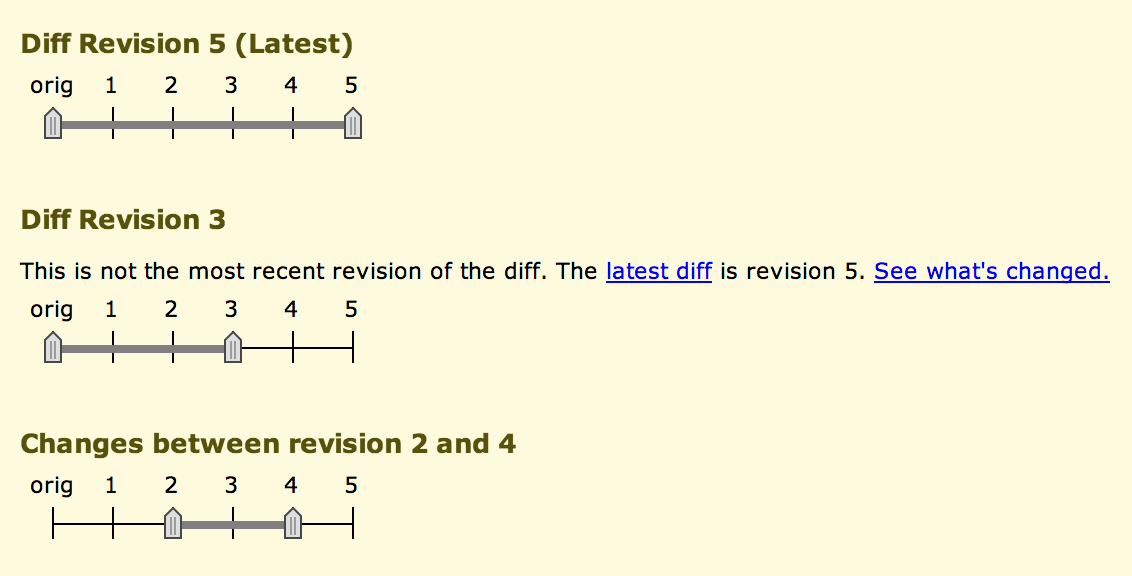 Diff Revision 5 (Latest)
orig 1 2 3 4 5
Diff Revision 3
This is not the most recent revision of the diff. The latest diff is revision 5. See what's changed.
orig 1 2 3 4 5
Changes between revision 2 and 4
orig 1 2 3 4 5